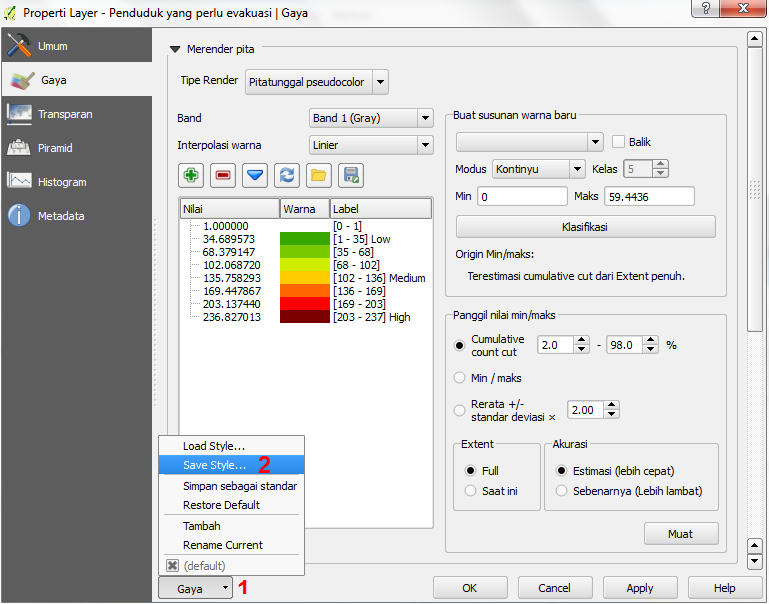 Properti Layer - Penduduk yang perlu evakuasi | Gaya
?
Umum
Gaya
Transparan
Piramid
Histogram
Metadata
Merender pita
Tipe Render Pitatunggal pseudocolor
Band Band 1 (Gray)
Interpolasi warna Linier
Nilai Warna Label
1.000000 [0 - 1]
34.689573 [1 - 35] Low
68.379147 [35 - 68]
102.068720 [68 - 102]
135.758293 [102 - 136] Medium
169.447867 [136 - 169]
203.137440 [169 - 203]
236.827013 [203 - 237] High
Buat susunan warna baru
Balik
Modus Kontinyu Kelas 5
Min 0 Maks 59.4436
Klasifikasi
Origin Min/maks:
Terestimasi cumulative cut dari Extent penuh.
Panggil nilai min/maks
Cumulative
count cut 2.0 - 98.0 %
Min / maks
Rerata +/-
standar deviasi × 2.00
Extent
Full
Saat ini
Akurasi
Estimasi (lebih cepat)
Sebenarnya (Lebih lambat)
Muat
Load Style...
Save Style... 2
Simpan sebagai standar
Restore Default
Tambah
Rename Current
(default)
Gaya 1
OK
Cancel
Apply
Help